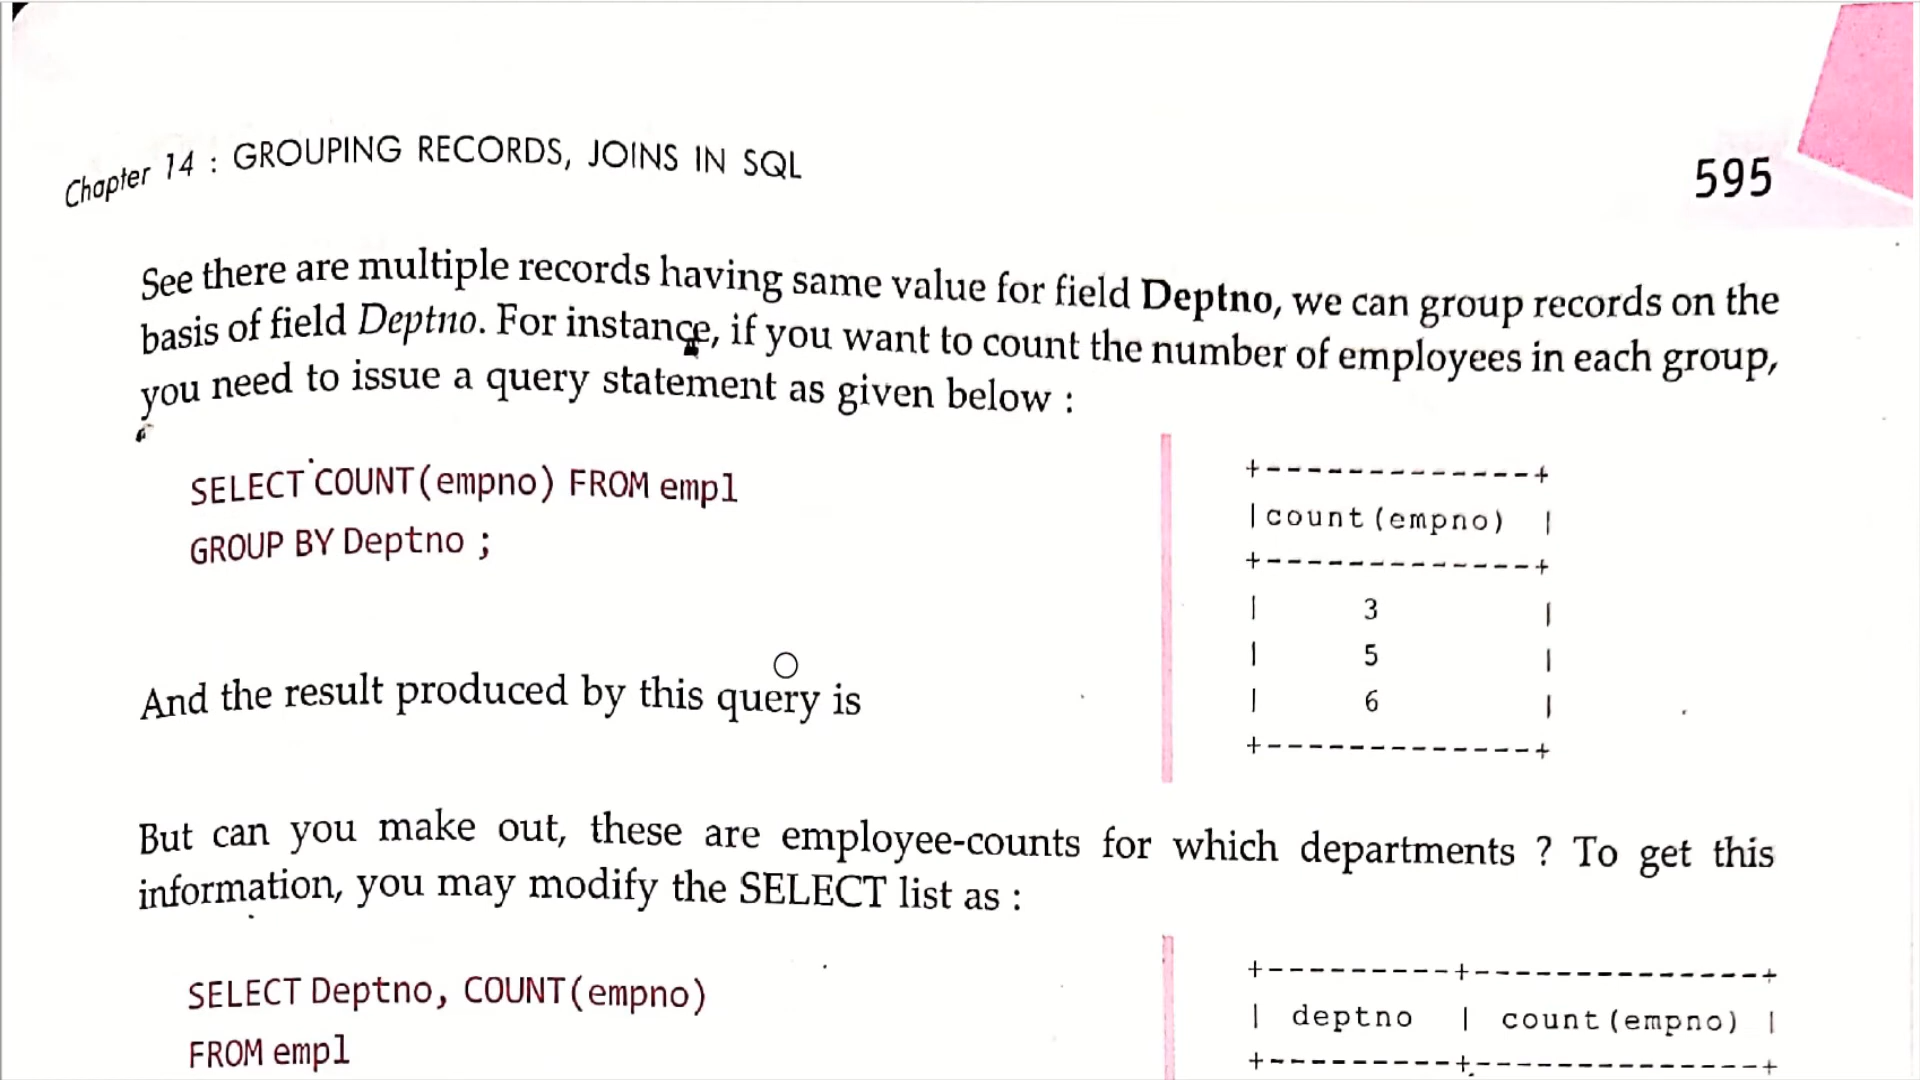 Chapter 14 : GROUPING RECORDS, JOINS IN SQL
595
See there are multiple records having same value for field Deptno, we can group records on the
basis of field Deptno. For instance, if you want to count the number of employees in each group,
you need to issue a query statement as given below :
SELECT COUNT(empno) FROM empl
GROUP BY Deptno ;
+--------------+
|count(empno) |
+--------------+
| 3 |
| 5 |
| 6 |
+--------------+
And the result produced by this query is
But can you make out, these are employee-counts for which departments ? To get this
information, you may modify the SELECT list as :
SELECT Deptno, COUNT(empno)
FROM empl
+---------+--------------+
| deptno | count(empno) |
+---------+--------------+